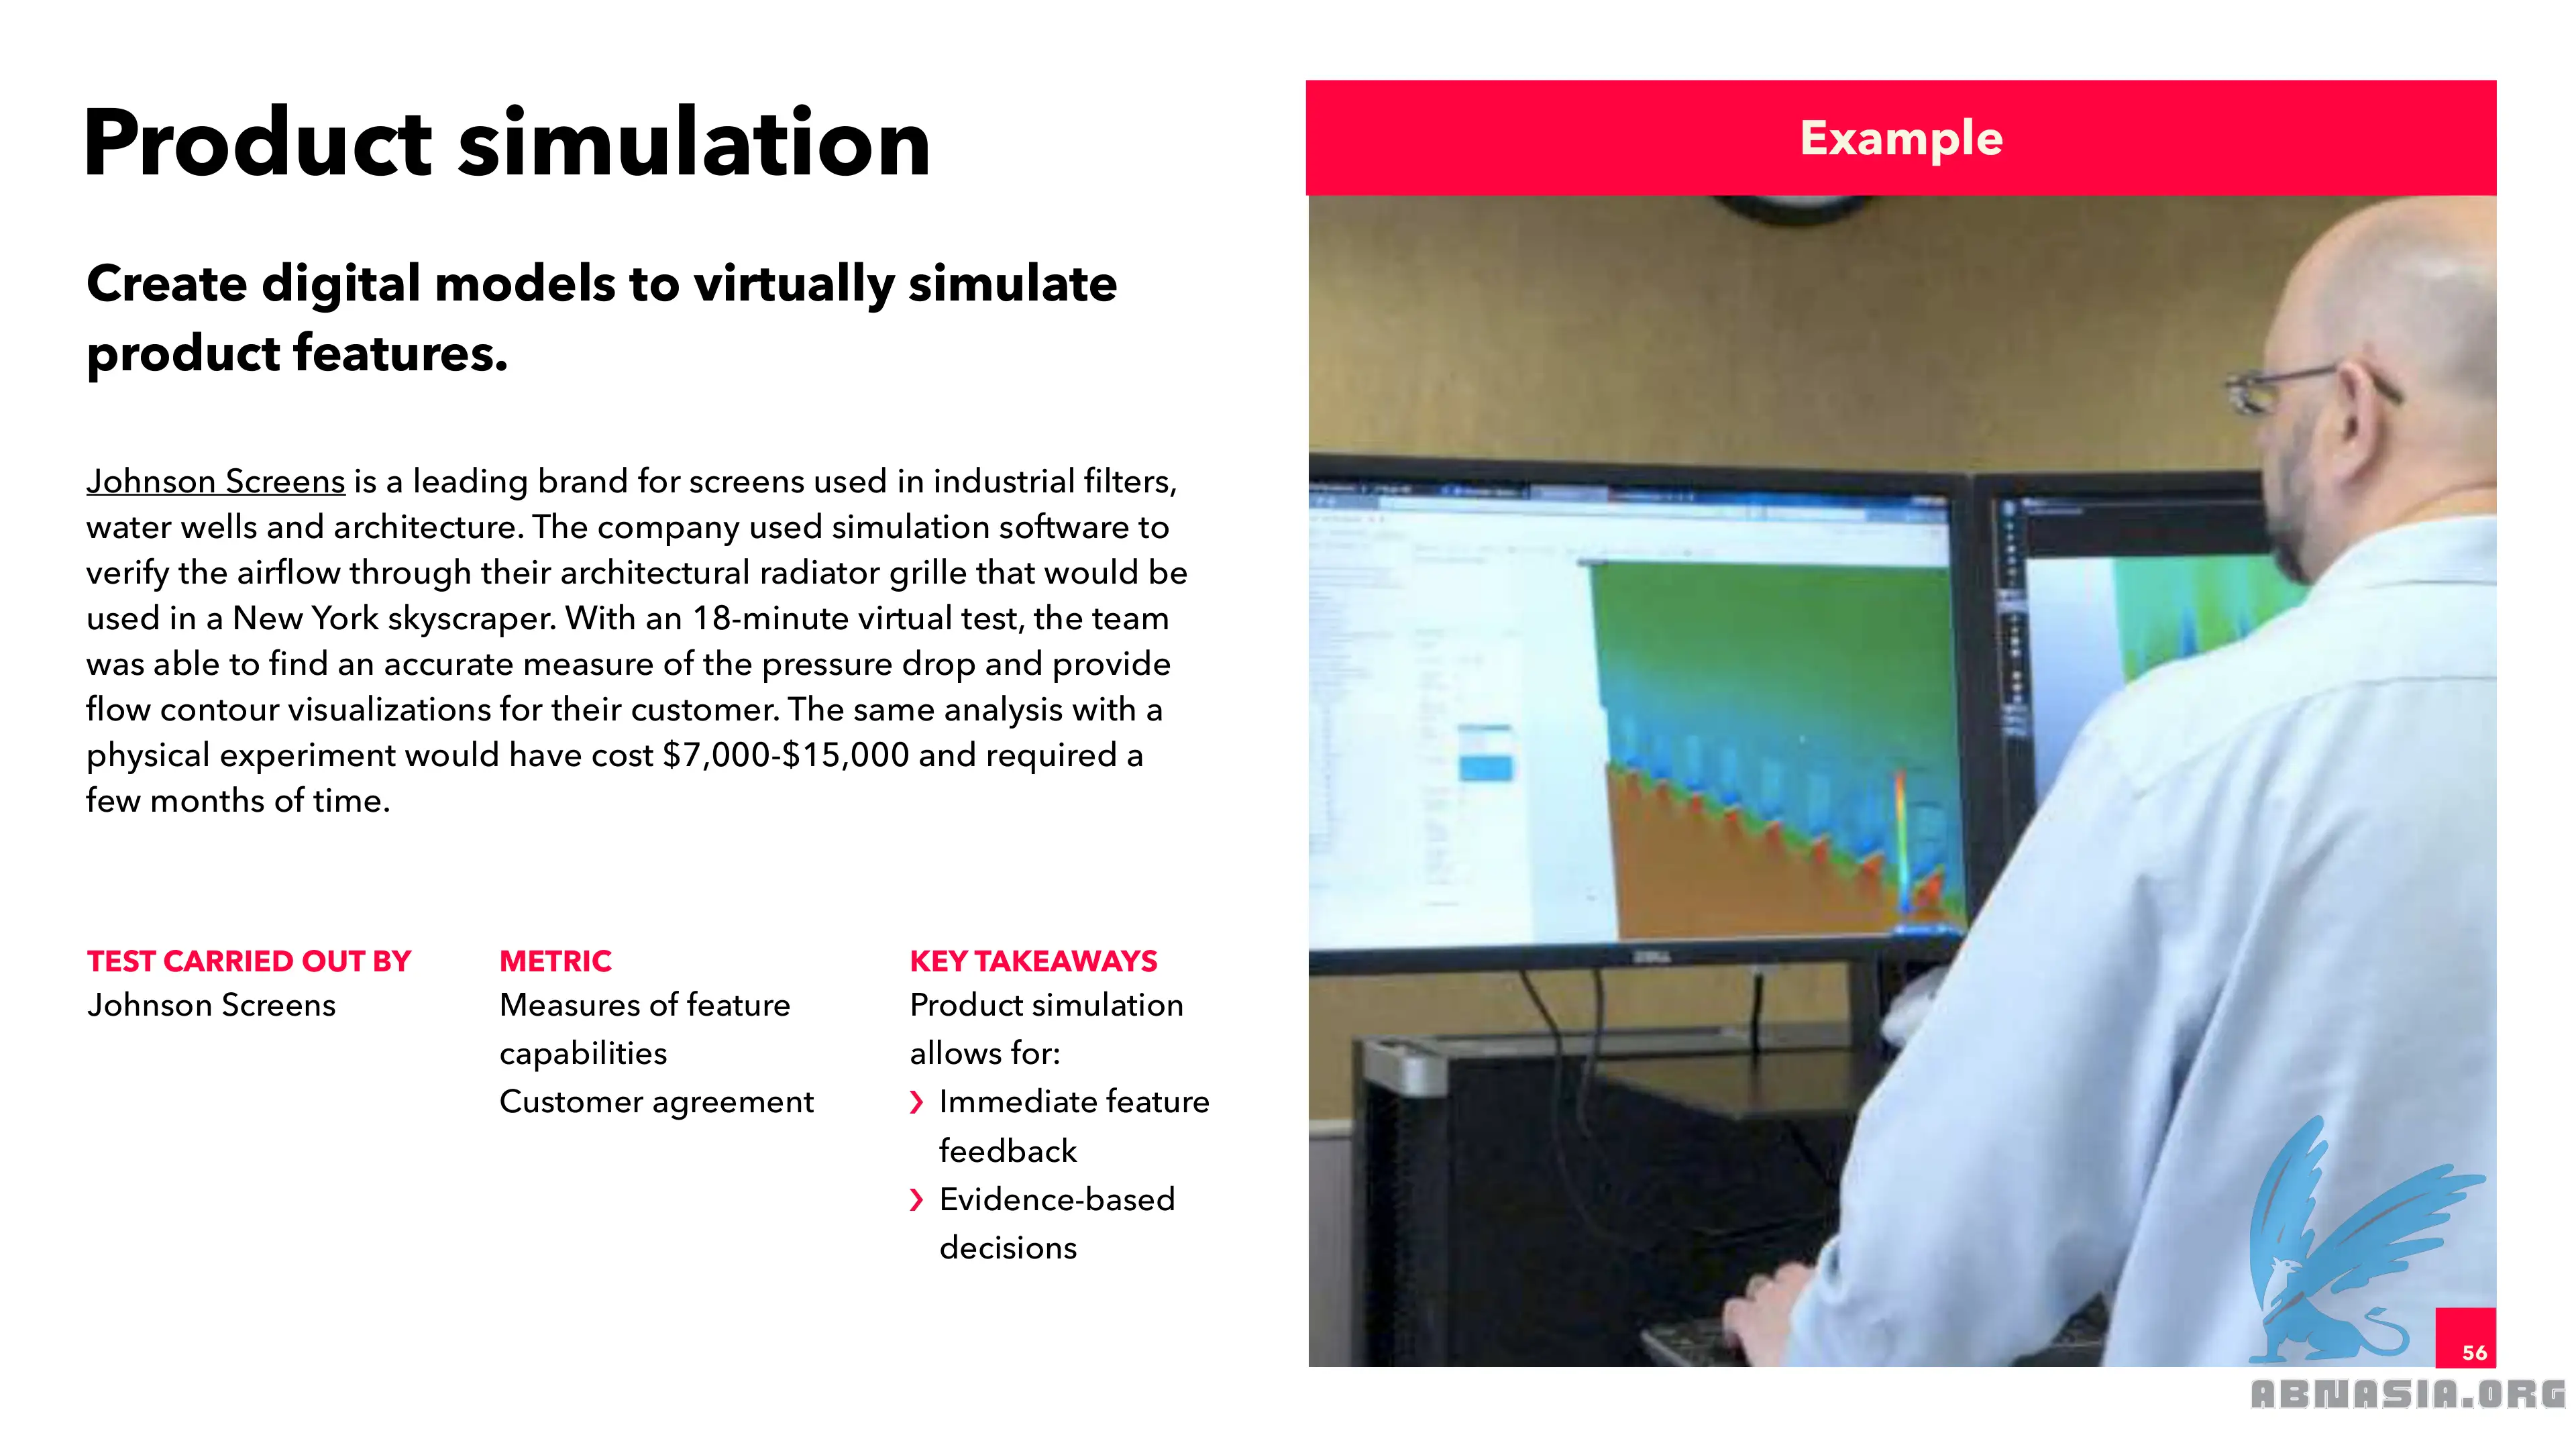 Product simulation
Create digital models to virtually simulate
product features.
Johnson Screens is a leading brand for screens used in industrial filters,
water wells and architecture. The company used simulation software to
verify the airflow through their architectural radiator grille that would be
used in a New York skyscraper. With an 18-minute virtual test, the team
was able to find an accurate measure of the pressure drop and provide
flow contour visualizations for their customer. The same analysis with a
physical experiment would have cost $7,000-$15,000 and required a
few months of time.
TEST CARRIED OUT BY
Johnson Screens
METRIC
Measures of feature
capabilities
Customer agreement
KEY TAKEAWAYS
Product simulation
allows for:
› Immediate feature
feedback
› Evidence-based
decisions
Example
DELL
56
ABNASIA.ORG